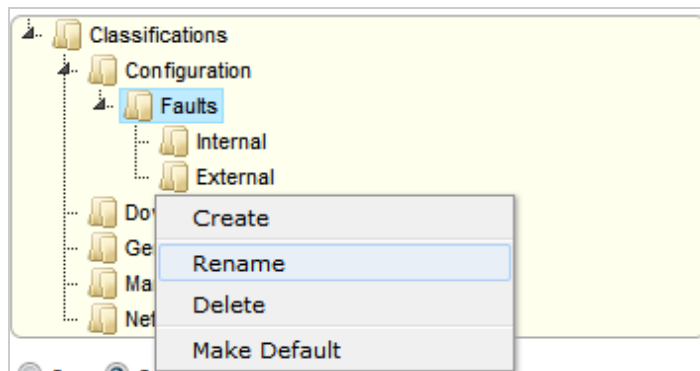 Classifications
Configuration
Faults
Internal
External
Create
Rename
Delete
Make Default